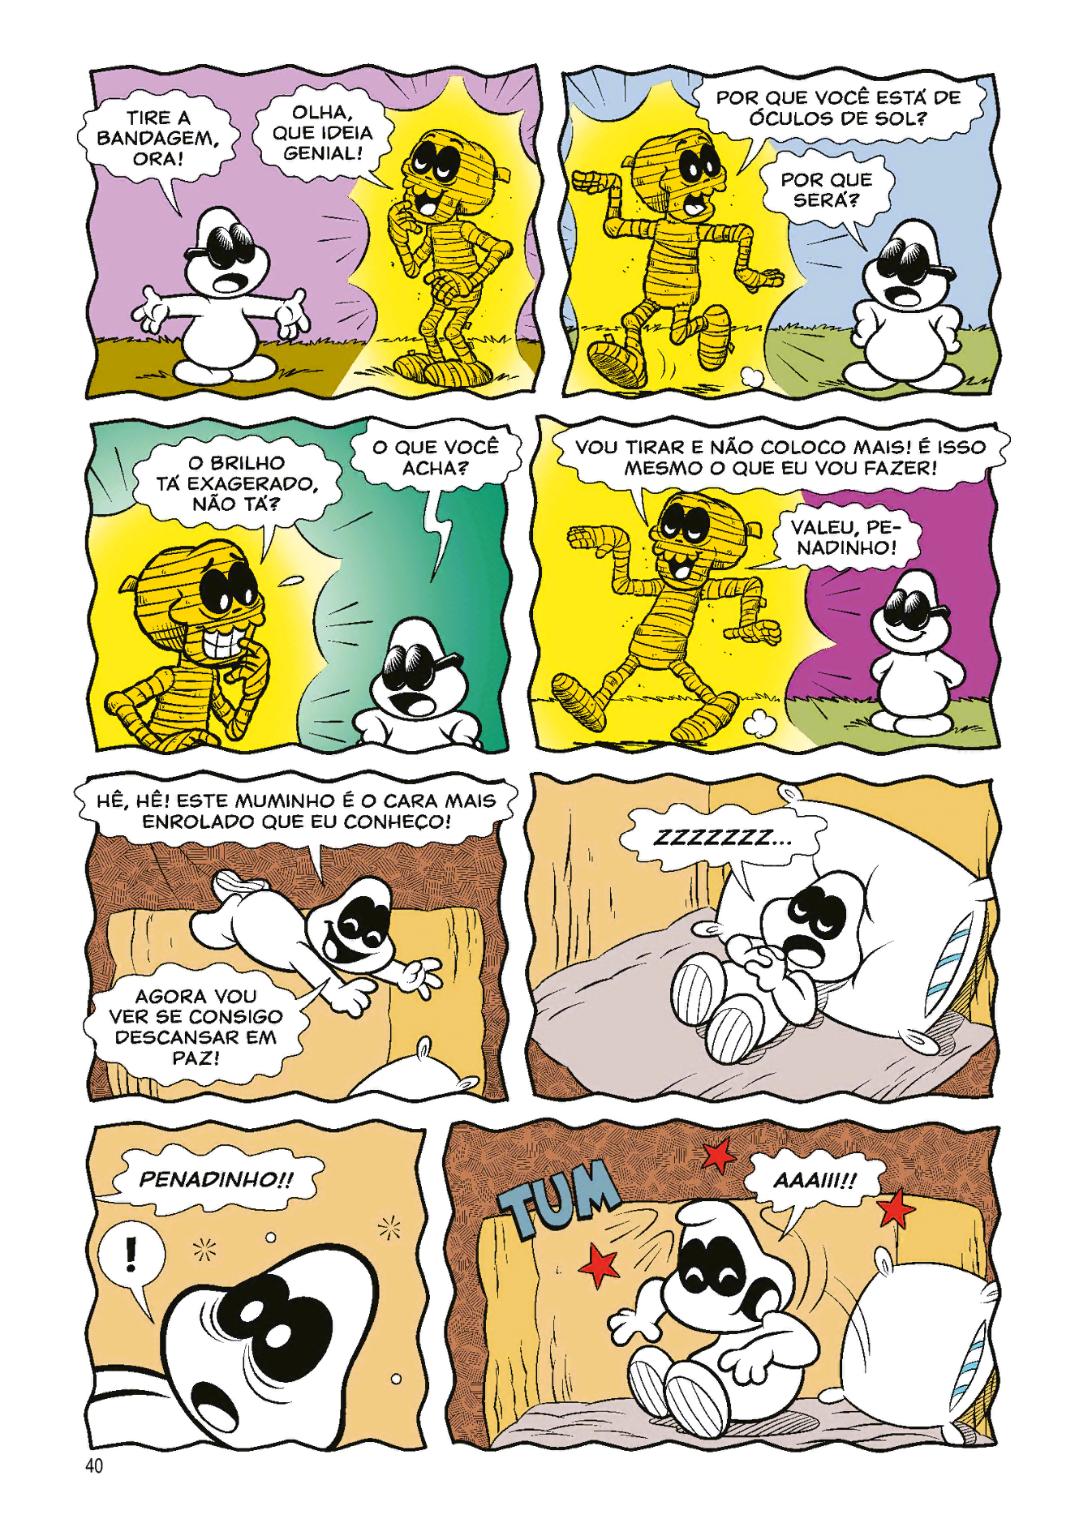 TIRE A
BANDAGEM,
ORA!
OLHA,
QUE IDEIA
GENIAL!
POR QUE VOCÊ ESTÁ DE
ÓCULOS DE SOL?
POR QUE
SERÁ?
O BRILHO
TÁ EXAGERADO,
NÃO TÁ?
O QUE VOCÊ
ACHA?
VOU TIRAR E NÃO COLOCO MAIS! É ISSO
MESMO O QUE EU VOU FAZER!
VALEU, PE-
NADINHO!
HÊ, HÊ! ESTE MUMINHO É O CARA MAIS
ENROLADO QUE EU CONHEÇO!
AGORA VOU
VER SE CONSIGO
DESCANSAR EM
PAZ!
ZZZZZZZ...
PENADINHO!!
!
TUM
AAAIII!!
40